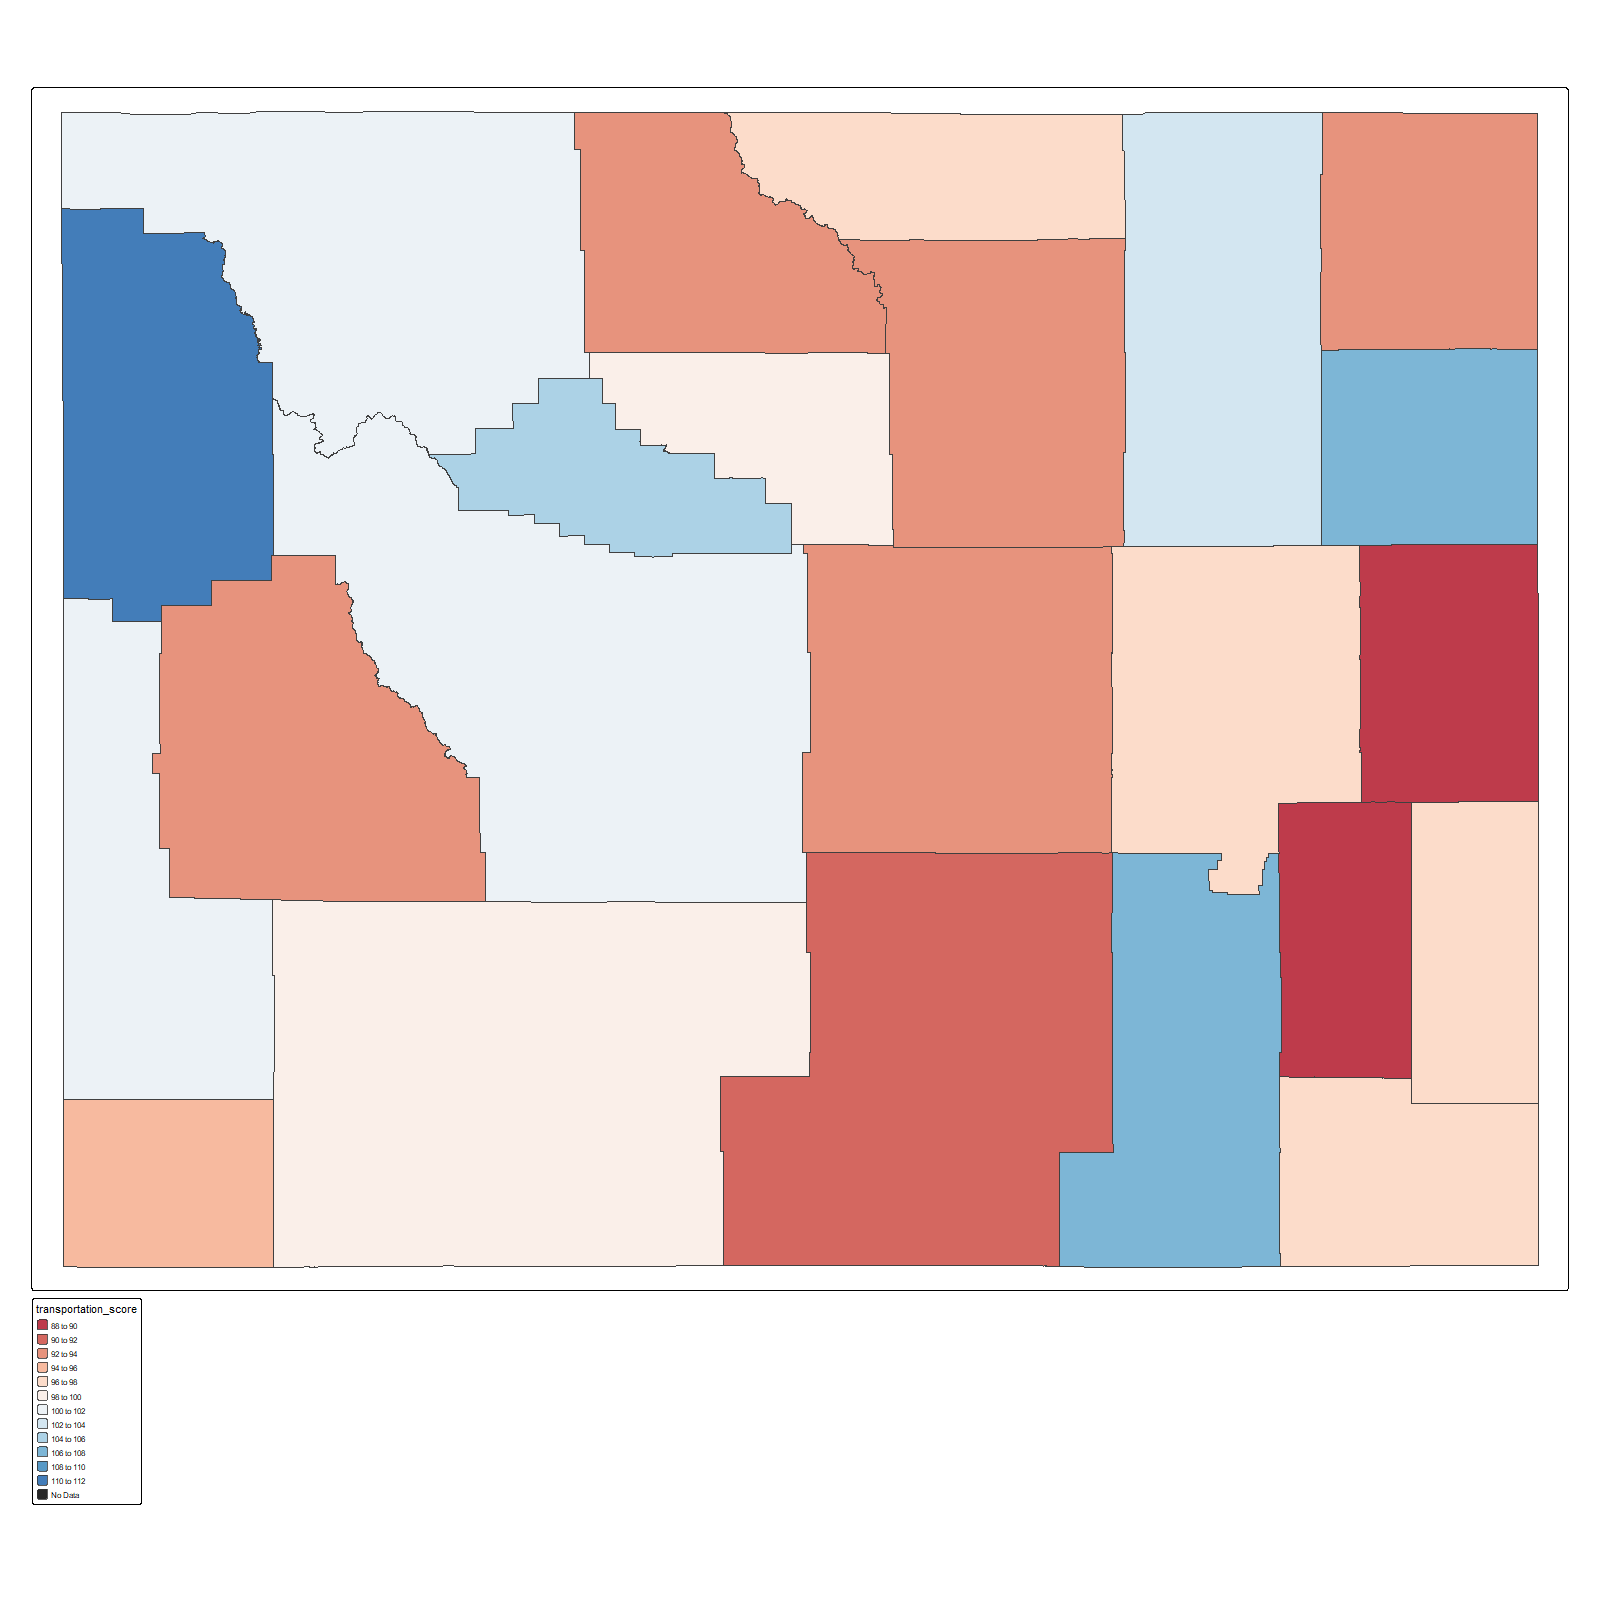 transportation_score
88 to 90
90 to 92
92 to 94
94 to 96
96 to 98
98 to 100
100 to 102
102 to 104
104 to 106
106 to 108
108 to 110
110 to 112
No Data